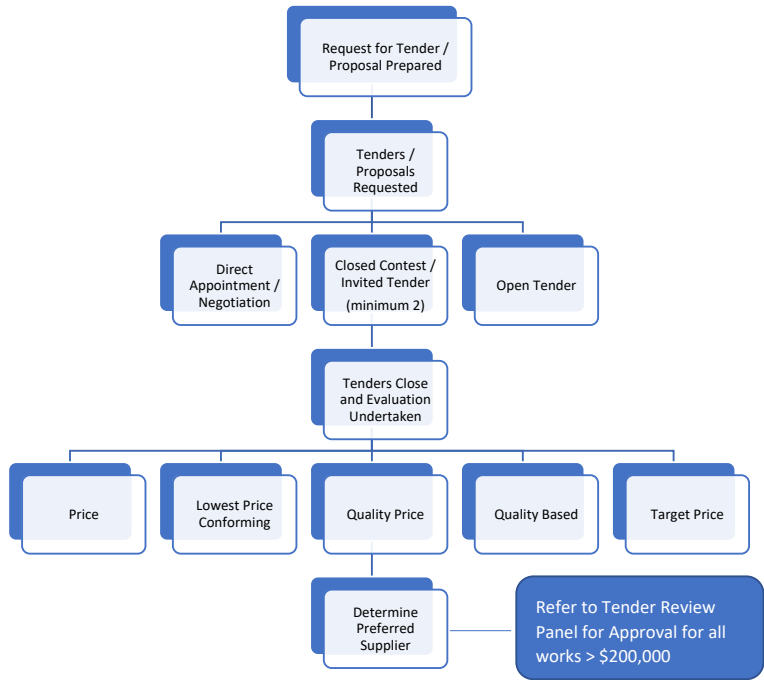 Request for Tender /
Proposal Prepared
Tenders /
Proposals
Requested
Direct
Appointment /
Negotiation
Closed Contest /
Invited Tender
(minimum 2)
Open Tender
Tenders Close
and Evaluation
Undertaken
Price
Lowest Price
Conforming
Quality Price
Quality Based
Target Price
Determine
Preferred
Supplier
Refer to Tender Review
Panel for Approval for all
works > $200,000